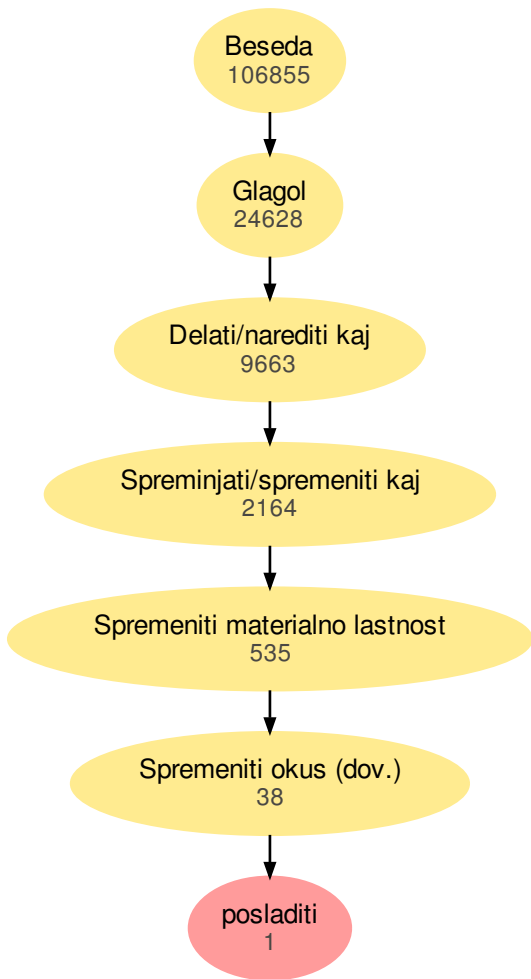 Beseda
106855
Glagol
24628
Delati/narediti kaj
9663
Spreminjati/spremeniti kaj
2164
Spremeniti materialno lastnost
535
Spremeniti okus (dov.)
38
posladiti
1